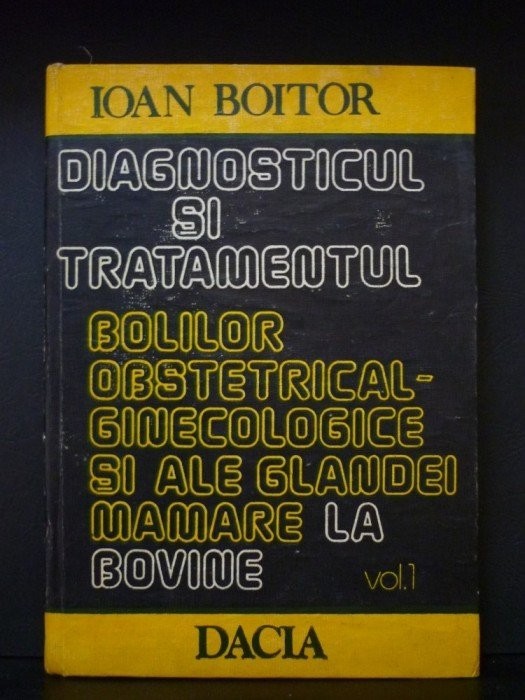 IOAN BOITOR
DIAGNOSTICUL
ȘI
TRATAMENTUL
BOLILOR
OBSTETRICAL-
GINECOLOGICE
ȘI ALE GLANDEI
MAMARE LA
BOVINE vol.1
DACIA